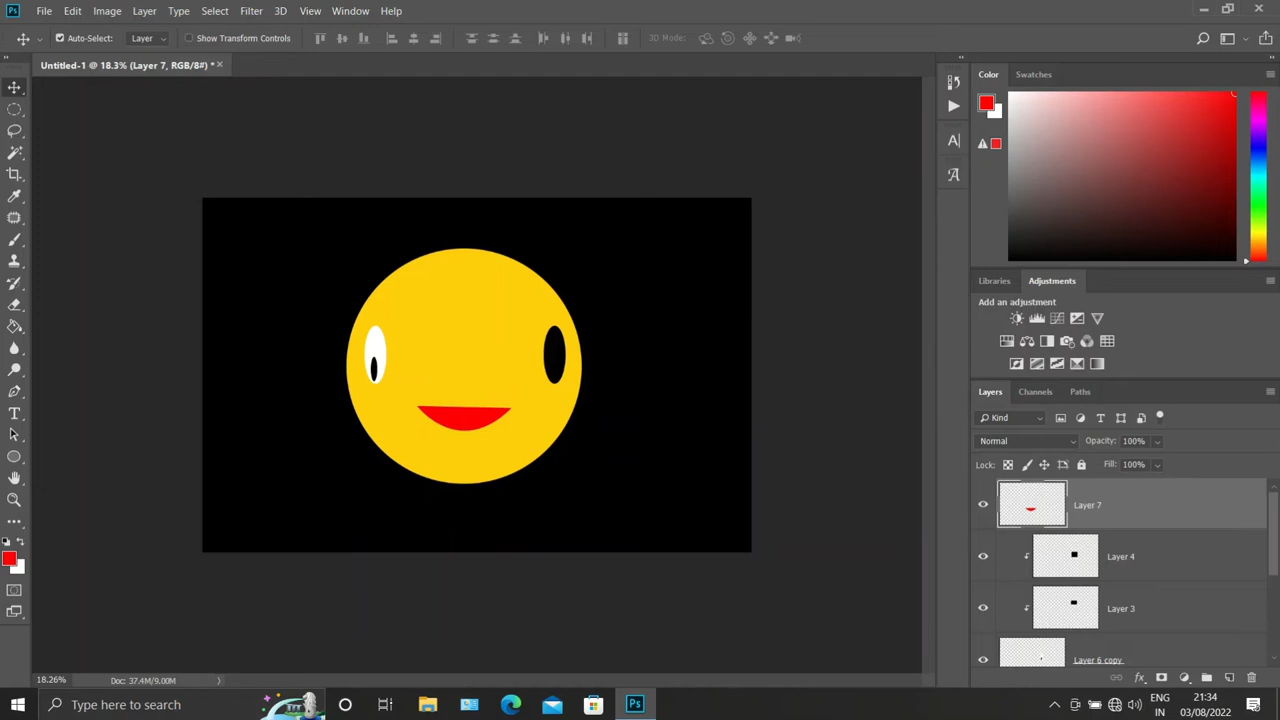 Ps File Edit Image Layer Type Select Filter 3D View Window Help
Auto-Select: Layer Show Transform Controls 3D Mode:
Untitled-1 @ 18.3% (Layer 7, RGB/8#) *
Color Swatches
Libraries Adjustments
Add an adjustment
Layers Channels Paths
Kind
Normal Opacity: 100%
Lock: Fill: 100%
Layer 7
Layer 4
Layer 3
Layer 6 copy
18.26% Doc: 37.4M/9.00M
Type here to search
Ps
ENG
IN
21:34
03/08/2022